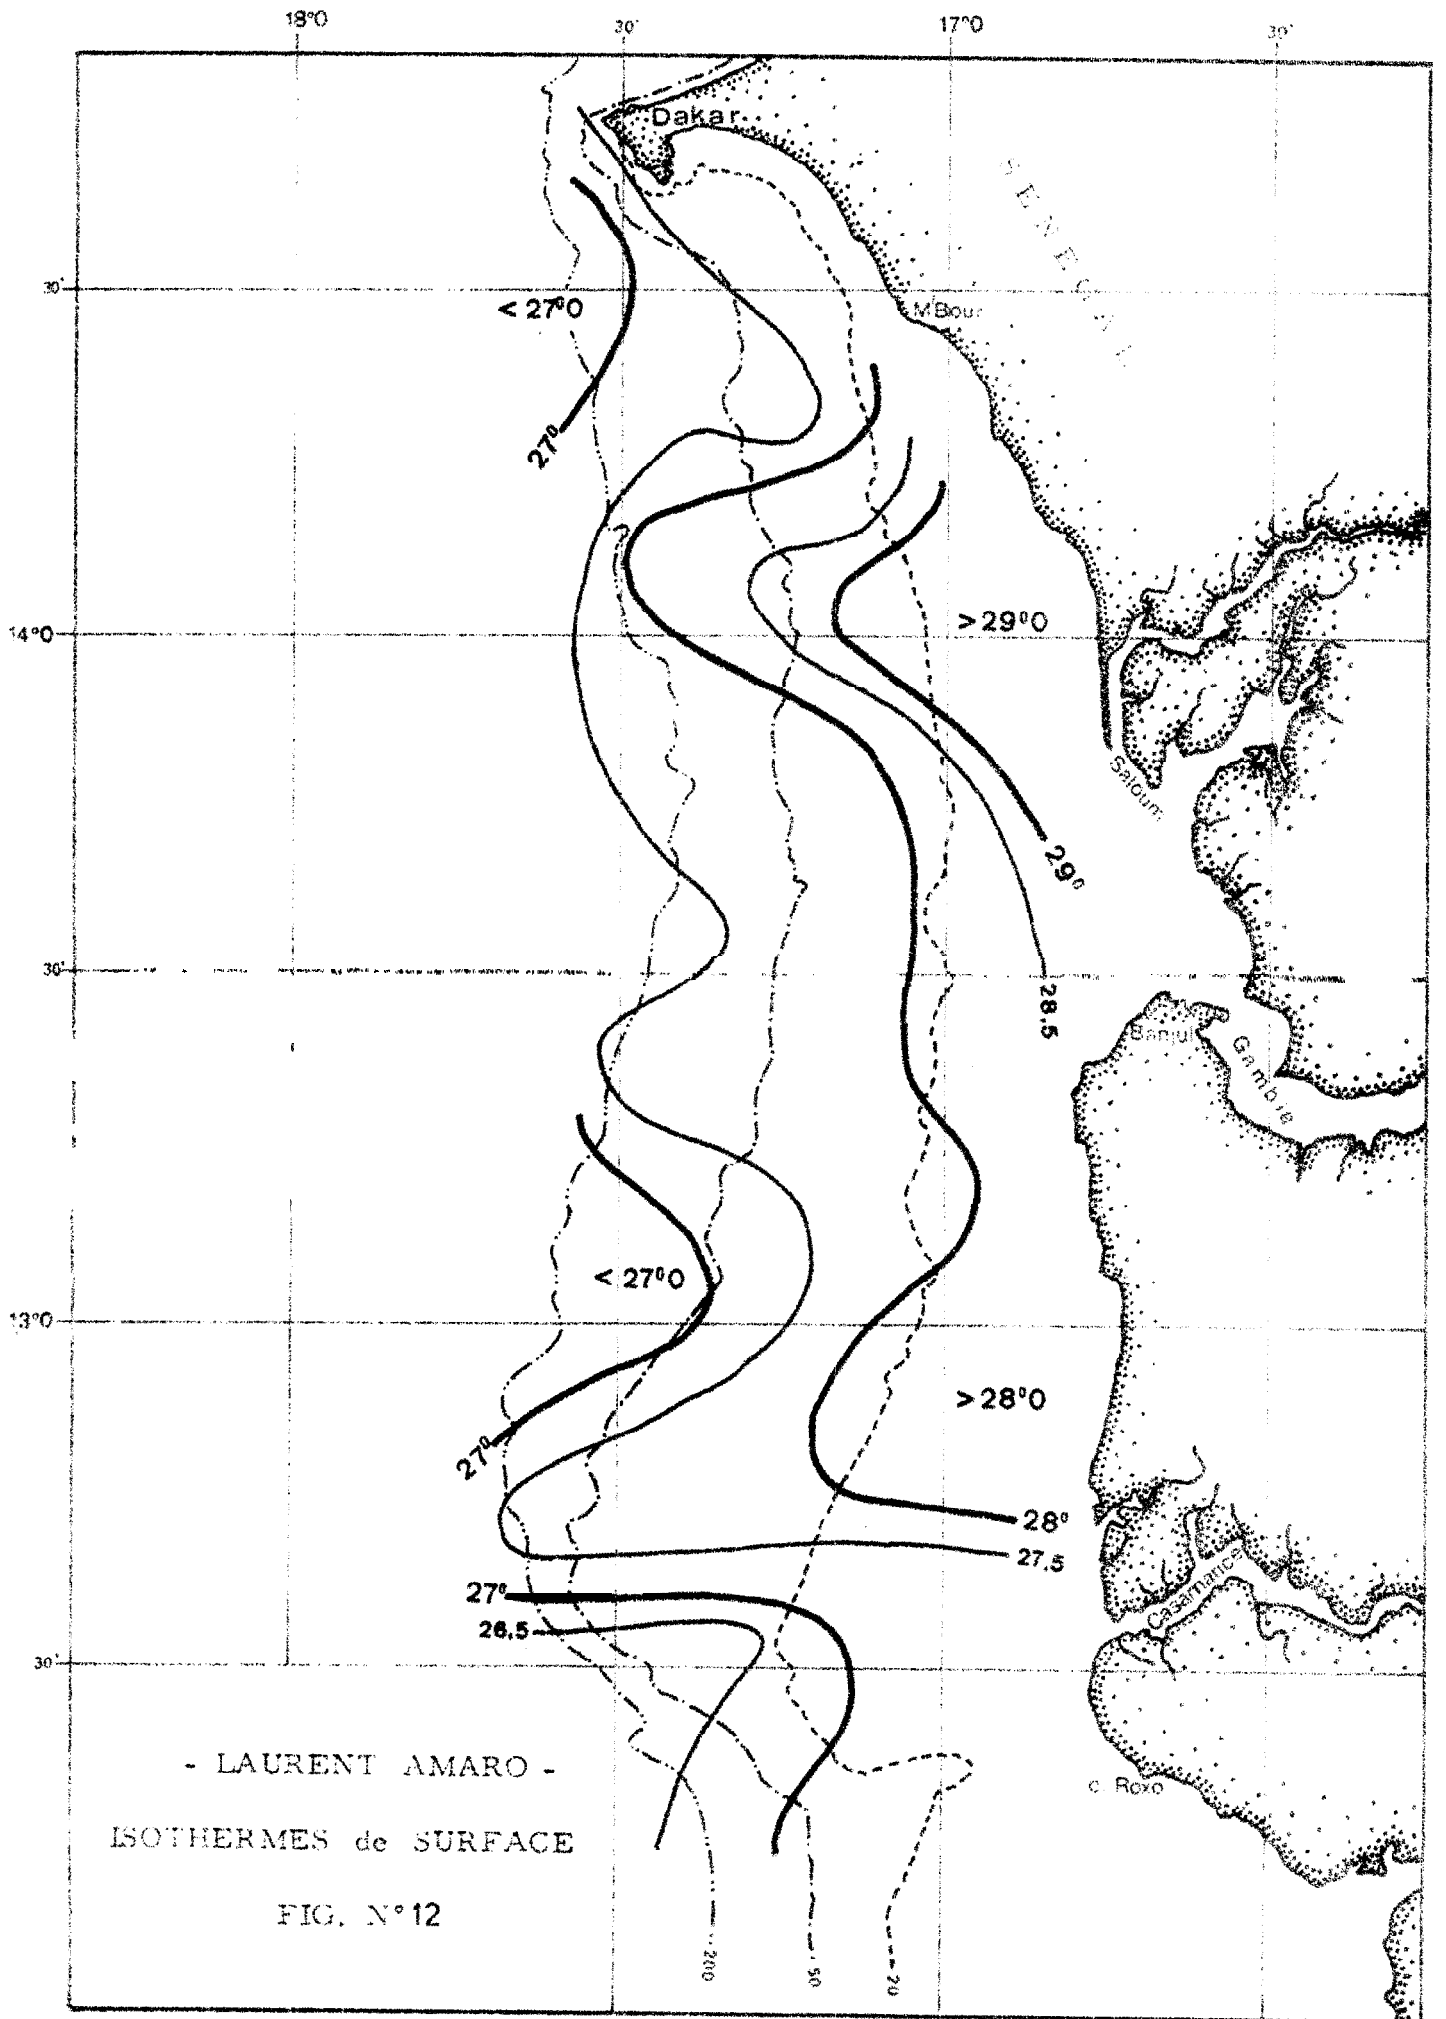 18°0
30'
17°0
30'
Dakar
SENEGAL
30'
< 27°0
M'Bour
27°
14°0
> 29°0
Saloum
29°
30'
28.5
Banjul
Gambie
< 27°0
13°0
> 28°0
27°
28°
27,5
27°
26,5
Casamance
30'
- LAURENT AMARO -
c. Roxo
ISOTHERMES de SURFACE
FIG. N° 12
200
50
20